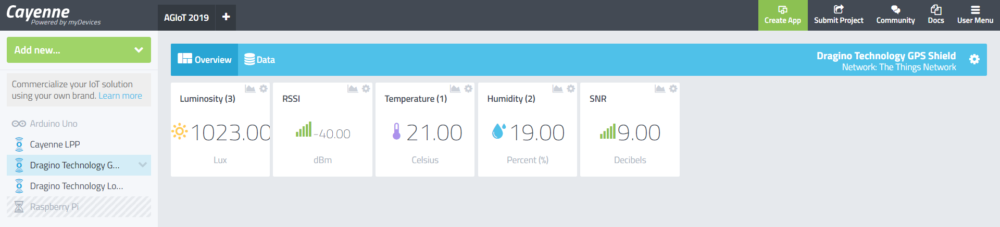 Cayenne
Powered by myDevices
AGIoT 2019
+
Create App
Submit Project
Community
Docs
User Menu
Add new...
Commercialize your IoT solution
using your own brand. Learn more
Arduino Uno
Cayenne LPP
Dragino Technology G...
Dragino Technology Lo...
Raspberry Pi
Overview
Data
Dragino Technology GPS Shield
Network: The Things Network
Luminosity (3)
1023.00
Lux
RSSI
-40.00
dBm
Temperature (1)
21.00
Celsius
Humidity (2)
19.00
Percent (%)
SNR
9.00
Decibels